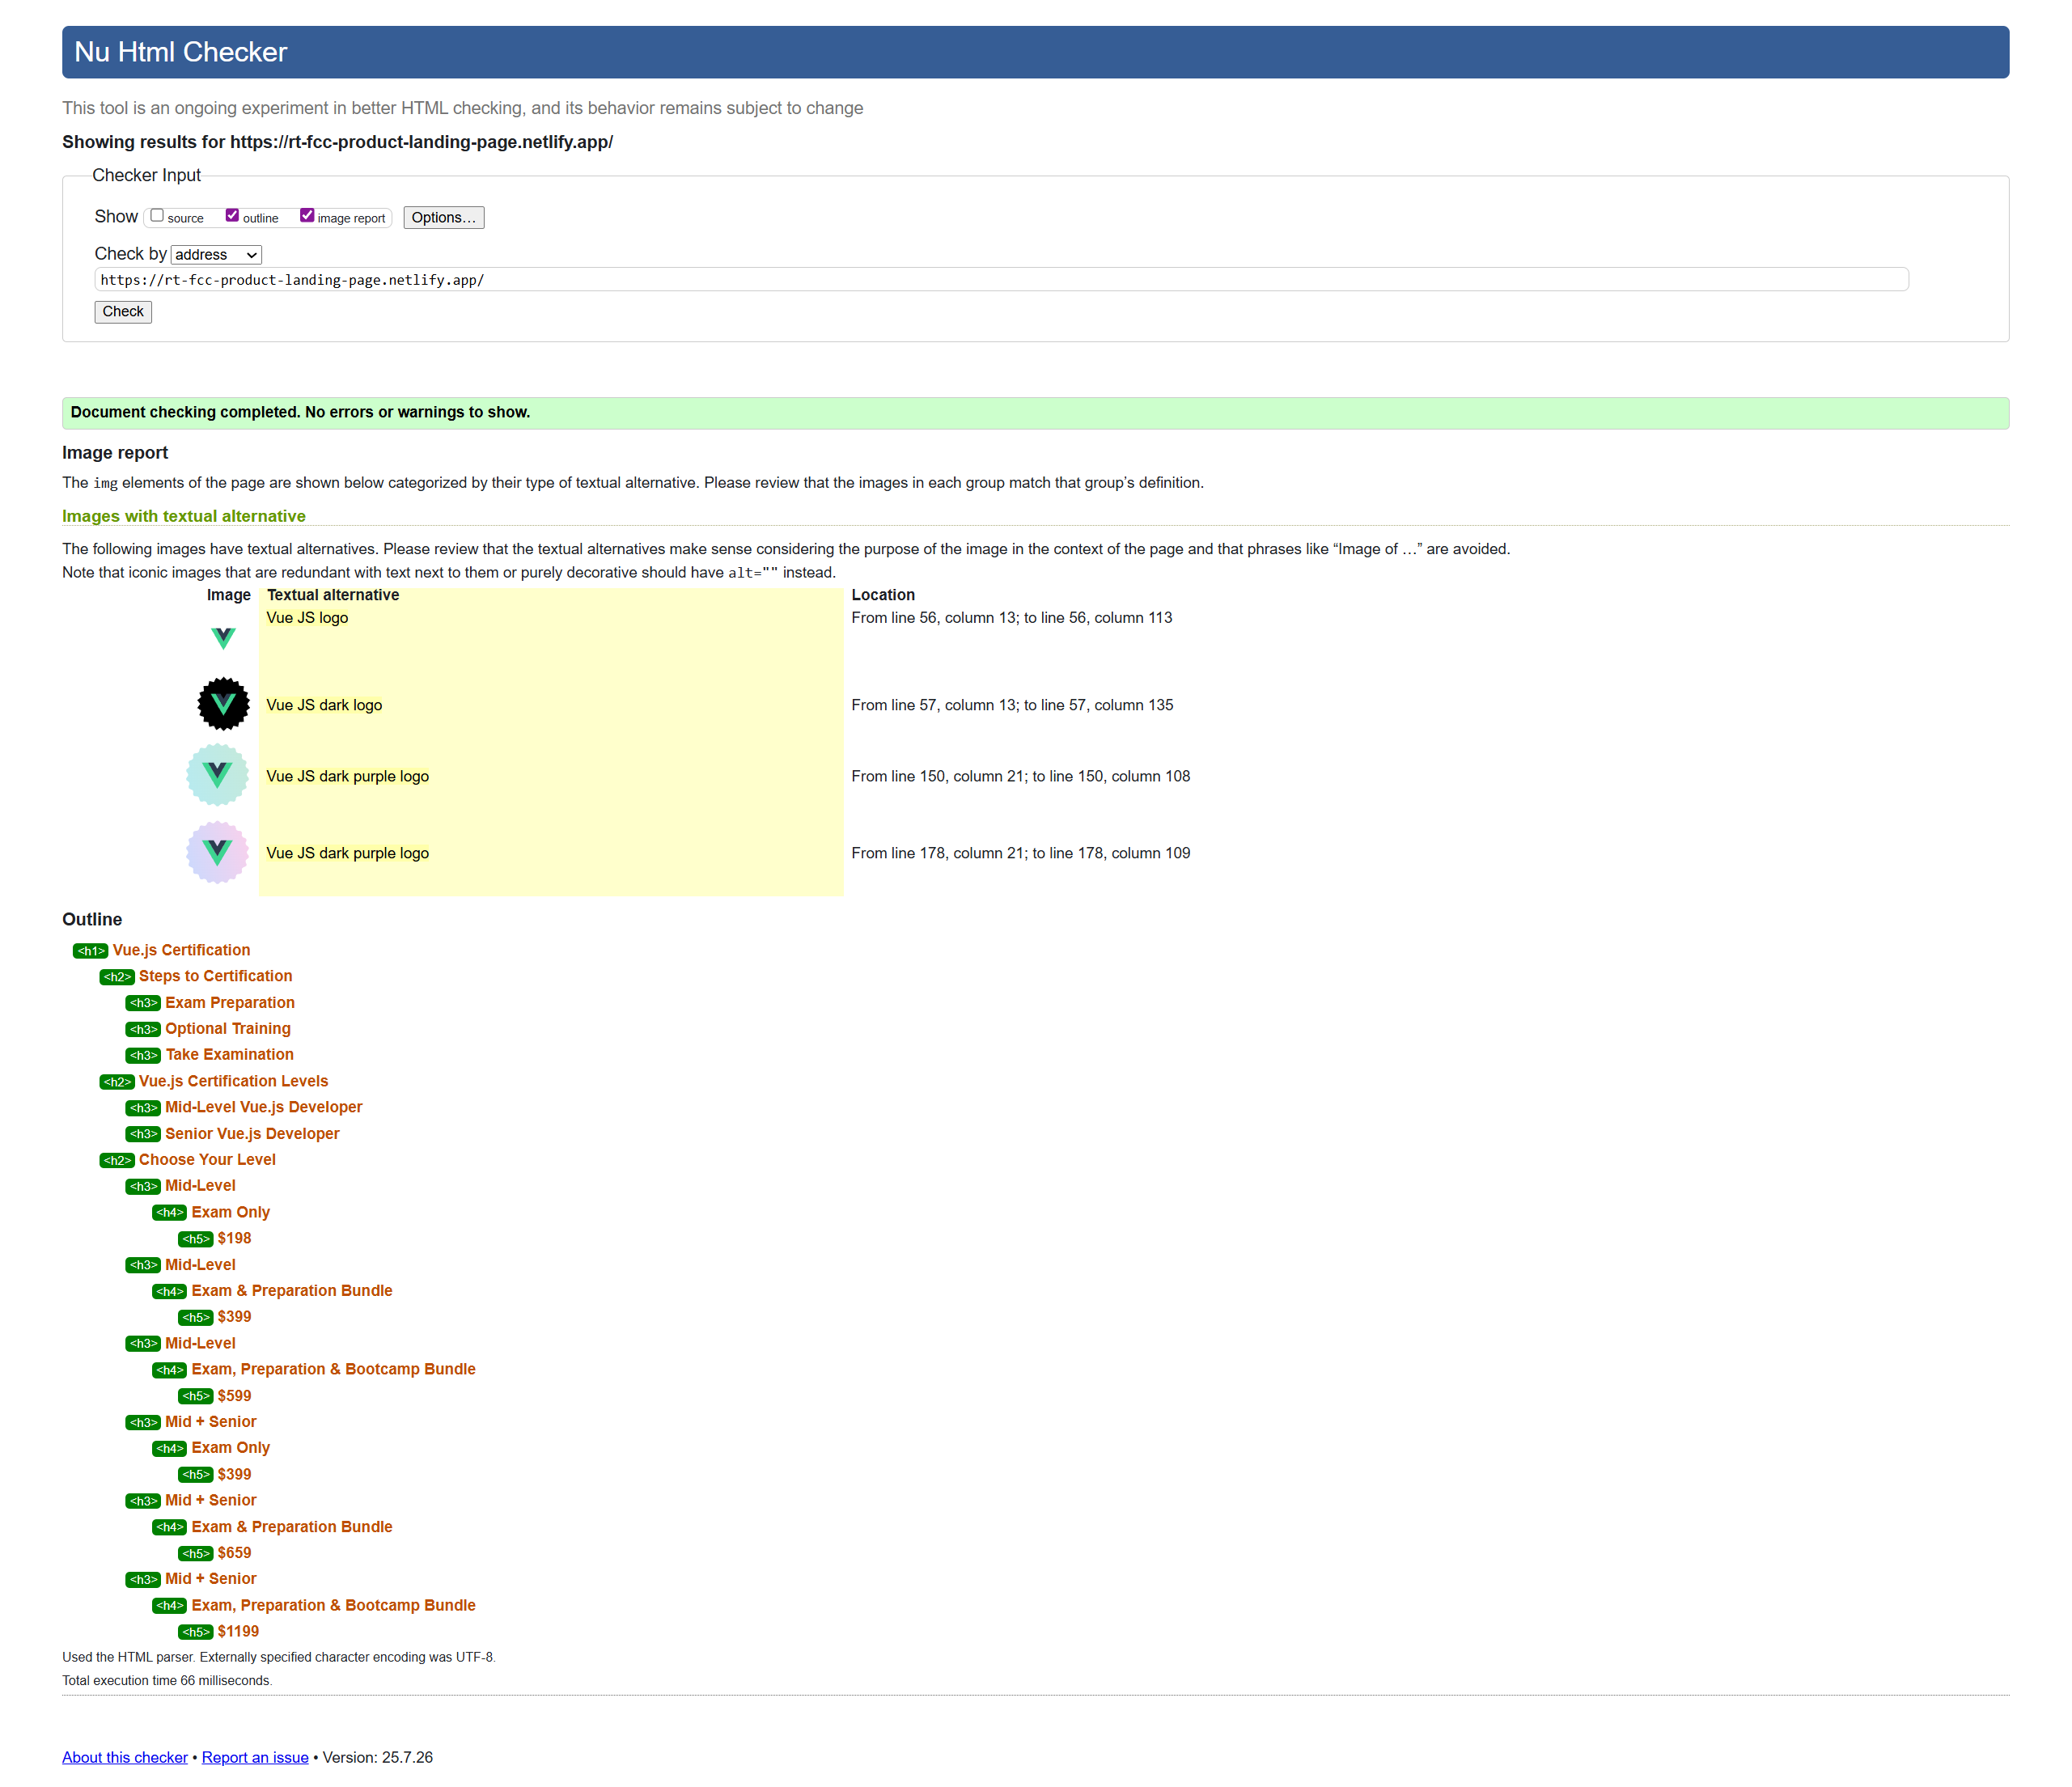 Nu Html Checker
This tool is an ongoing experiment in better HTML checking, and its behavior remains subject to change
Showing results for https://rt-fcc-product-landing-page.netlify.app/
Checker Input
Show source outline image report Options...
Check by address
https://rt-fcc-product-landing-page.netlify.app/
Check
Document checking completed. No errors or warnings to show.
Image report
The img elements of the page are shown below categorized by their type of textual alternative. Please review that the images in each group match that group’s definition.
Images with textual alternative
The following images have textual alternatives. Please review that the textual alternatives make sense considering the purpose of the image in the context of the page and that phrases like “Image of …” are avoided.
Note that iconic images that are redundant with text next to them or purely decorative should have alt="" instead.
Image Textual alternative Location
Vue JS logo From line 56, column 13; to line 56, column 113
Vue JS dark logo From line 57, column 13; to line 57, column 135
Vue JS dark purple logo From line 150, column 21; to line 150, column 108
Vue JS dark purple logo From line 178, column 21; to line 178, column 109
Outline
<h1> Vue.js Certification
<h2> Steps to Certification
<h3> Exam Preparation
<h3> Optional Training
<h3> Take Examination
<h2> Vue.js Certification Levels
<h3> Mid-Level Vue.js Developer
<h3> Senior Vue.js Developer
<h2> Choose Your Level
<h3> Mid-Level
<h4> Exam Only
<h5> $198
<h3> Mid-Level
<h4> Exam & Preparation Bundle
<h5> $399
<h3> Mid-Level
<h4> Exam, Preparation & Bootcamp Bundle
<h5> $599
<h3> Mid + Senior
<h4> Exam Only
<h5> $399
<h3> Mid + Senior
<h4> Exam & Preparation Bundle
<h5> $659
<h3> Mid + Senior
<h4> Exam, Preparation & Bootcamp Bundle
<h5> $1199
Used the HTML parser. Externally specified character encoding was UTF-8.
Total execution time 66 milliseconds.
About this checker • Report an issue • Version: 25.7.26